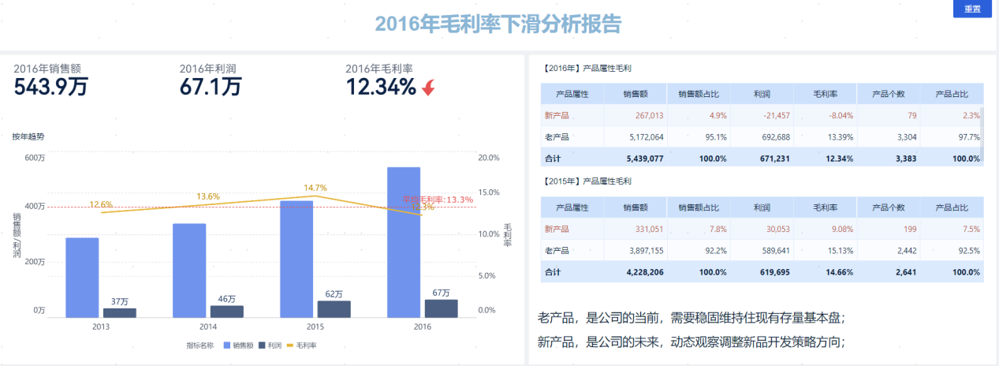 重置
2016年毛利率下滑分析报告
2016年销售额
543.9万
2016年利润
67.1万
2016年毛利率
12.34%
按年趋势
销售额/利润
600万
400万
200万
0万
20.0%
15.0%
10.0%
5.0%
0.0%
毛利率
12.6%
13.6%
14.7%
12.3%
平均毛利率:13.3%
37万
46万
62万
67万
2013 2014 2015 2016
指标名称 销售额 利润 毛利率
【2016年】产品属性毛利
产品属性 销售额 销售额占比 利润 毛利率 产品个数 产品占比
新产品 267,013 4.9% -21,457 -8.04% 79 2.3%
老产品 5,172,064 95.1% 692,688 13.39% 3,304 97.7%
合计 5,439,077 100.0% 671,231 12.34% 3,383 100.0%
【2015年】产品属性毛利
产品属性 销售额 销售额占比 利润 毛利率 产品个数 产品占比
新产品 331,051 7.8% 30,053 9.08% 199 7.5%
老产品 3,897,155 92.2% 589,641 15.13% 2,442 92.5%
合计 4,228,206 100.0% 619,695 14.66% 2,641 100.0%
老产品，是公司的当前，需要稳固维持住现有存量基本盘；
新产品，是公司的未来，动态观察调整新品开发策略方向；